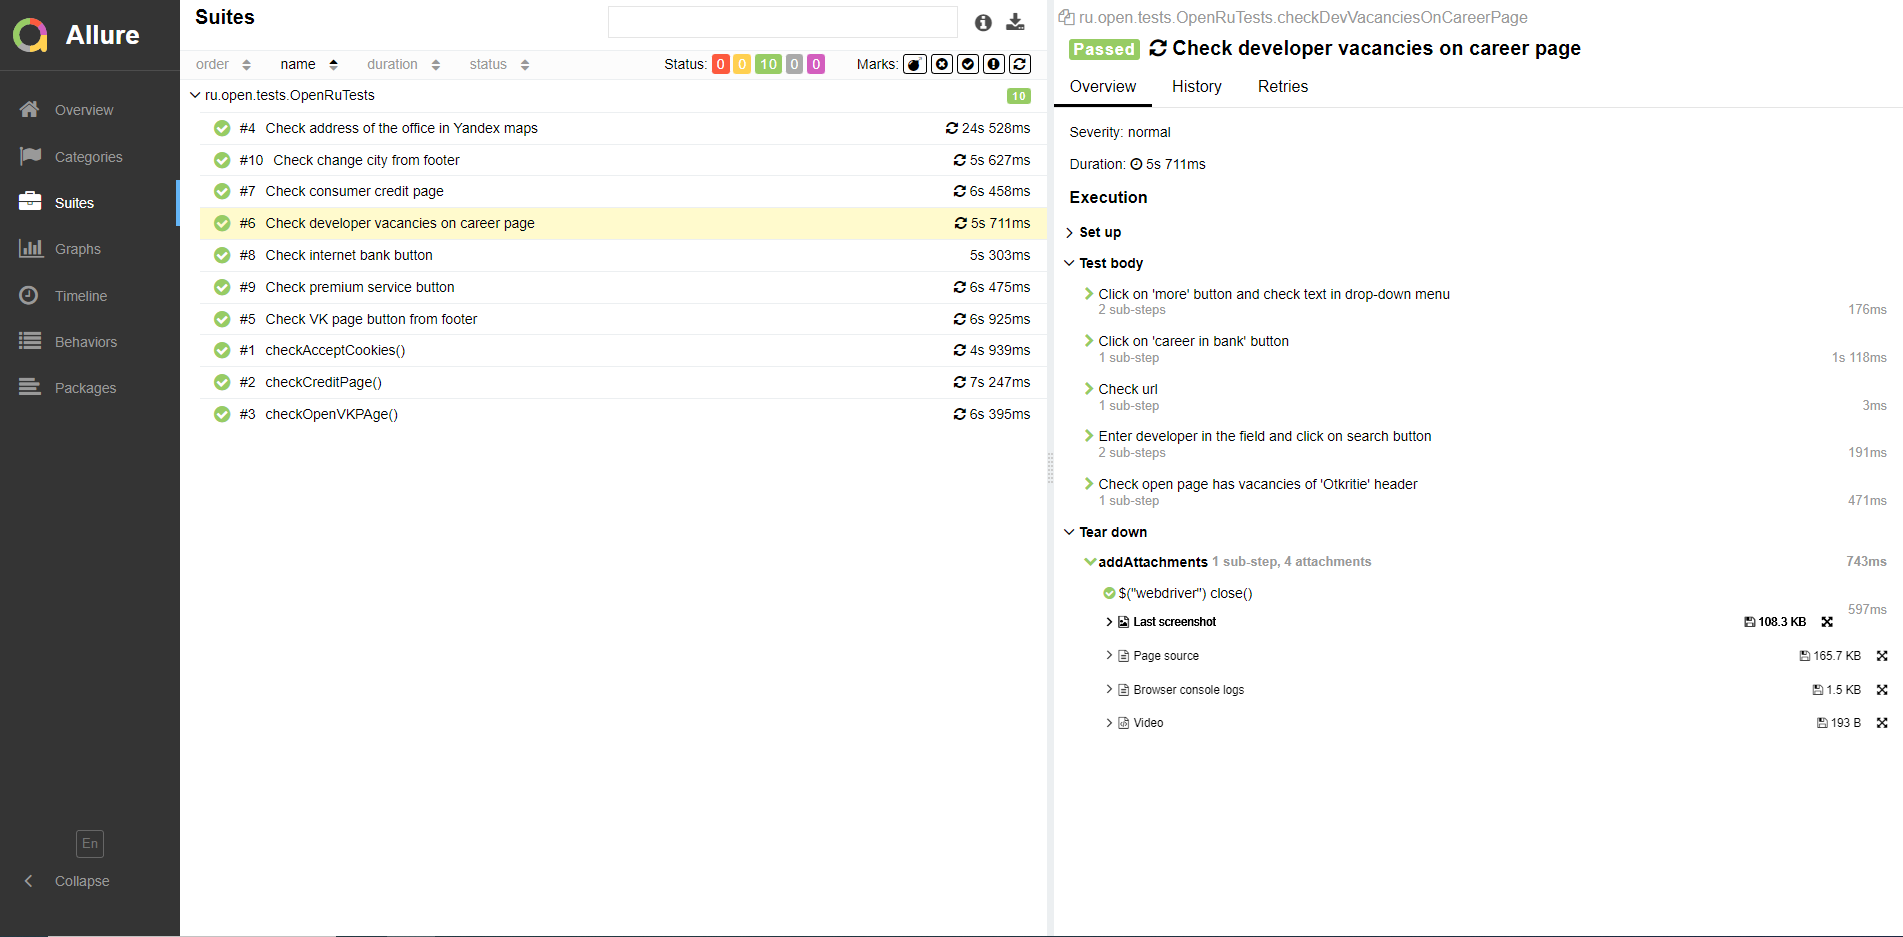 Allure
Overview
Categories
Suites
Graphs
Timeline
Behaviors
Packages
En
Collapse
Suites
order name duration status Status: 0 0 10 0 0 Marks:
ru.open.tests.OpenRuTests 10
#4 Check address of the office in Yandex maps 24s 528ms
#10 Check change city from footer 5s 627ms
#7 Check consumer credit page 6s 458ms
#6 Check developer vacancies on career page 5s 711ms
#8 Check internet bank button 5s 303ms
#9 Check premium service button 6s 475ms
#5 Check VK page button from footer 6s 925ms
#1 checkAcceptCookies() 4s 939ms
#2 checkCreditPage() 7s 247ms
#3 checkOpenVKPAge() 6s 395ms
ru.open.tests.OpenRuTests.checkDevVacanciesOnCareerPage
Passed Check developer vacancies on career page
Overview History Retries
Severity: normal
Duration: 5s 711ms
Execution
Set up
Test body
Click on 'more' button and check text in drop-down menu
2 sub-steps 176ms
Click on 'career in bank' button
1 sub-step 1s 118ms
Check url
1 sub-step 3ms
Enter developer in the field and click on search button
2 sub-steps 191ms
Check open page has vacancies of 'Otkritie' header
1 sub-step 471ms
Tear down
addAttachments 1 sub-step, 4 attachments 743ms
$("webdriver") close()
597ms
Last screenshot 108.3 KB
Page source 165.7 KB
Browser console logs 1.5 KB
Video 193 B